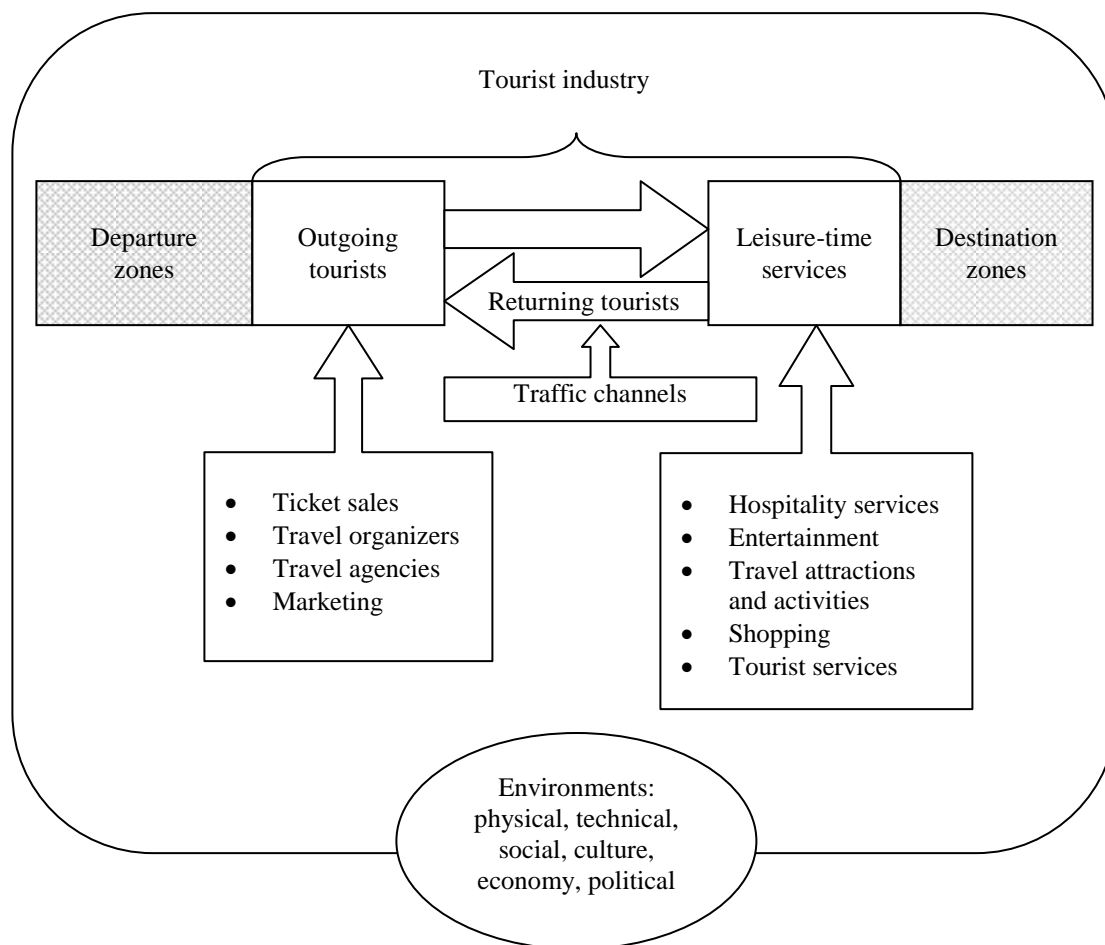 Tourist industry
Departure
zones
Outgoing
tourists
Leisure-time
services
Destination
zones
Returning tourists
Traffic channels
• Ticket sales
• Travel organizers
• Travel agencies
• Marketing
• Hospitality services
• Entertainment
• Travel attractions
and activities
• Shopping
• Tourist services
Environments:
physical, technical,
social, culture,
economy, political